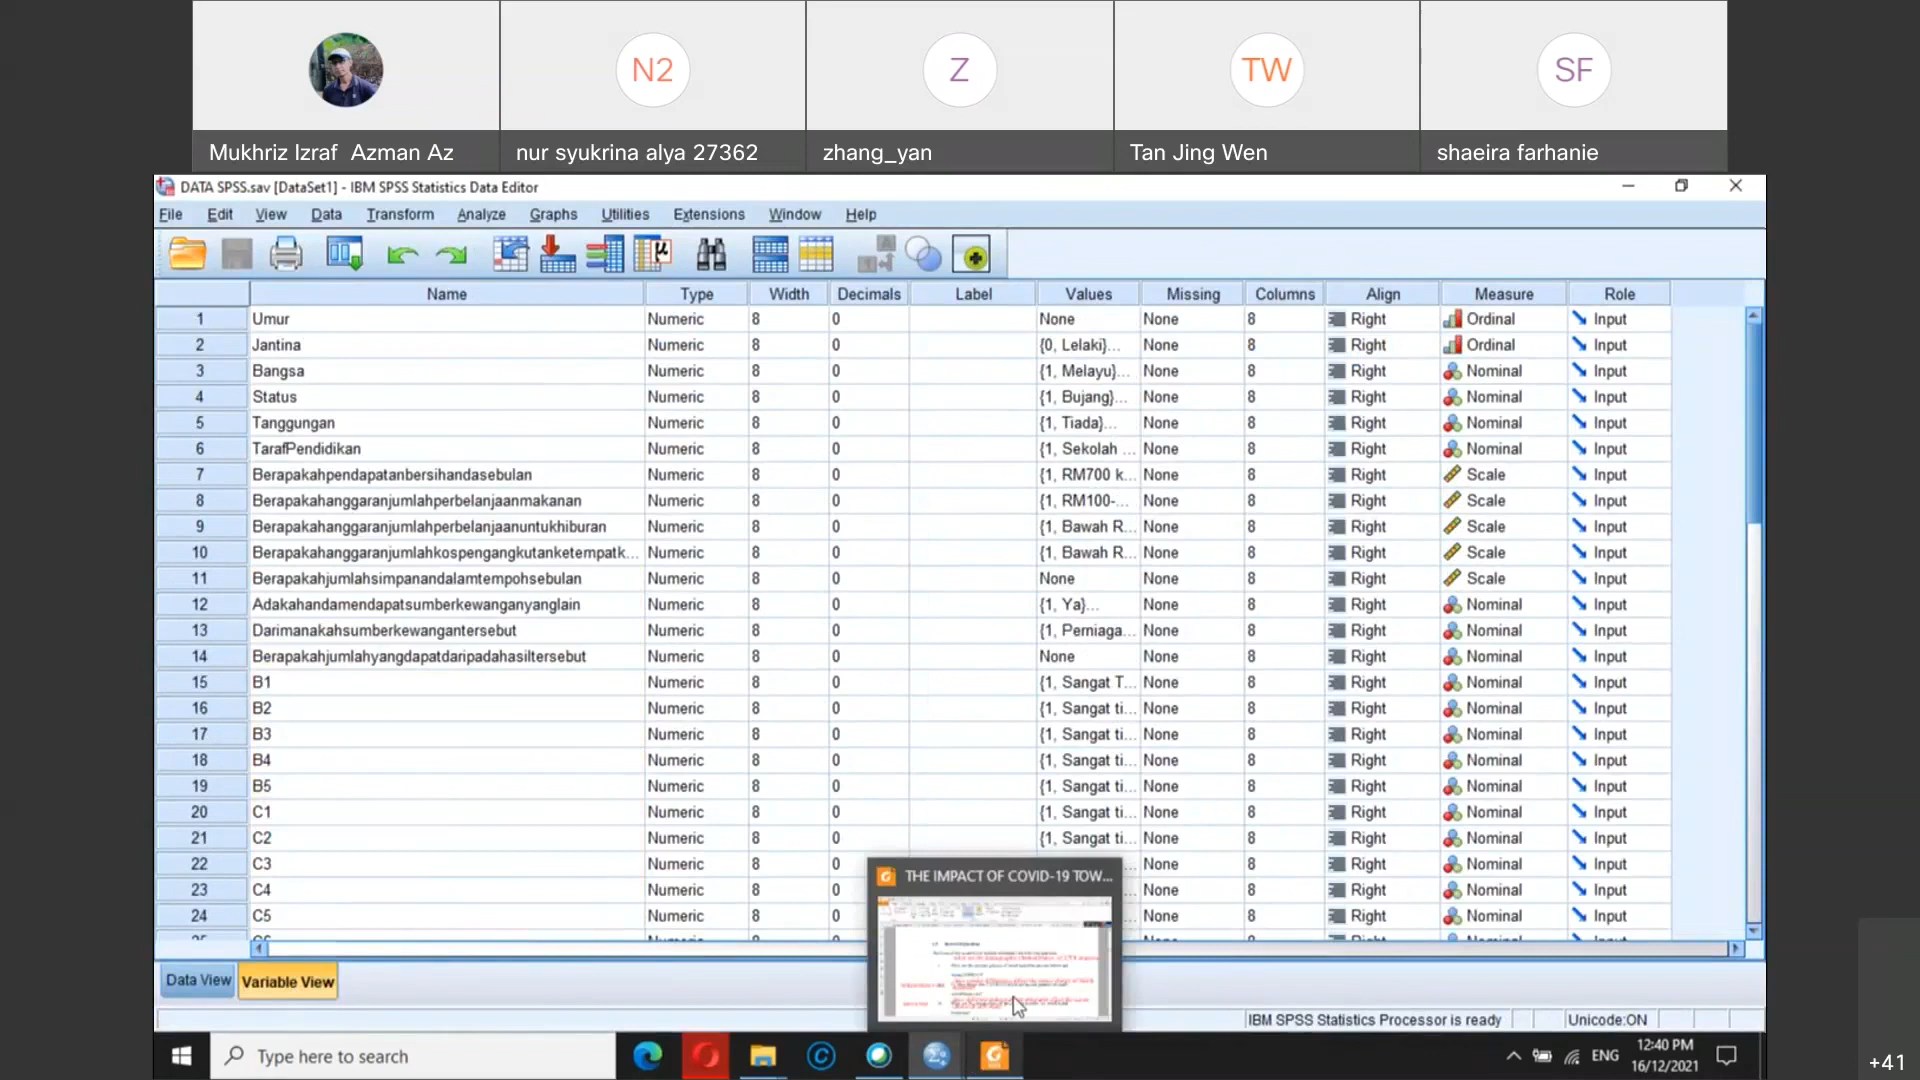 N2
Z
TW
SF
Mukhriz Izraf Azman Az
nur syukrina alya 27362
zhang_yan
Tan Jing Wen
shaeira farhanie
DATA SPSS.sav [DataSet1] - IBM SPSS Statistics Data Editor
File Edit View Data Transform Analyze Graphs Utilities Extensions Window Help
Name Type Width Decimals Label Values Missing Columns Align Measure Role
1 Umur Numeric 8 0 None None 8 Right Ordinal Input
2 Jantina Numeric 8 0 {0, Lelaki}... None 8 Right Ordinal Input
3 Bangsa Numeric 8 0 {1, Melayu}... None 8 Right Nominal Input
4 Status Numeric 8 0 {1, Bujang}... None 8 Right Nominal Input
5 Tanggungan Numeric 8 0 {1, Tiada}... None 8 Right Nominal Input
6 TarafPendidikan Numeric 8 0 {1, Sekolah ... None 8 Right Nominal Input
7 Berapakahpendapatanbersihandasebulan Numeric 8 0 {1, RM700 k... None 8 Right Scale Input
8 Berapakahanggaranjumlahperbelanjaanmakanan Numeric 8 0 {1, RM100-... None 8 Right Scale Input
9 Berapakahanggaranjumlahperbelanjaanuntukhiburan Numeric 8 0 {1, Bawah R... None 8 Right Scale Input
10 Berapakahanggaranjumlahkospengangkutanketempatk... Numeric 8 0 {1, Bawah R... None 8 Right Scale Input
11 Berapakahjumlahsimpanandalamtempohsebulan Numeric 8 0 None None 8 Right Scale Input
12 Adakahandamendapatsumberkewanganyanglain Numeric 8 0 {1, Ya}... None 8 Right Nominal Input
13 Darimanakahsumberkewangantersebut Numeric 8 0 {1, Perniaga... None 8 Right Nominal Input
14 Berapakahjumlahyangdapatdaripadahasiltersebut Numeric 8 0 None None 8 Right Nominal Input
15 B1 Numeric 8 0 {1, Sangat T... None 8 Right Nominal Input
16 B2 Numeric 8 0 {1, Sangat ti... None 8 Right Nominal Input
17 B3 Numeric 8 0 {1, Sangat ti... None 8 Right Nominal Input
18 B4 Numeric 8 0 {1, Sangat ti... None 8 Right Nominal Input
19 B5 Numeric 8 0 {1, Sangat ti... None 8 Right Nominal Input
20 C1 Numeric 8 0 {1, Sangat ti... None 8 Right Nominal Input
21 C2 Numeric 8 0 {1, Sangat ti... None 8 Right Nominal Input
22 C3 Numeric 8 0 None 8 Right Nominal Input
23 C4 Numeric 8 0 None 8 Right Nominal Input
24 C5 Numeric 8 0 None 8 Right Nominal Input
THE IMPACT OF COVID-19 TOW...
Data View Variable View
IBM SPSS Statistics Processor is ready Unicode:ON
Type here to search
ENG
12:40 PM
16/12/2021
+41